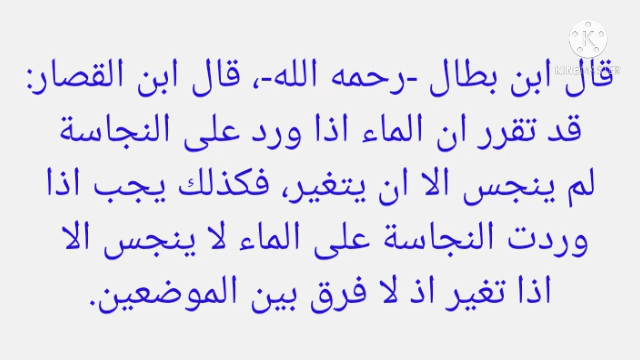 KINEMASTER
قال ابن بطال -رحمه الله-، قال ابن القصار:
قد تقرر ان الماء اذا ورد على النجاسة
لم ينجس الا ان يتغير، فكذلك يجب اذا
وردت النجاسة على الماء لا ينجس الا
اذا تغير اذ لا فرق بين الموضعين.